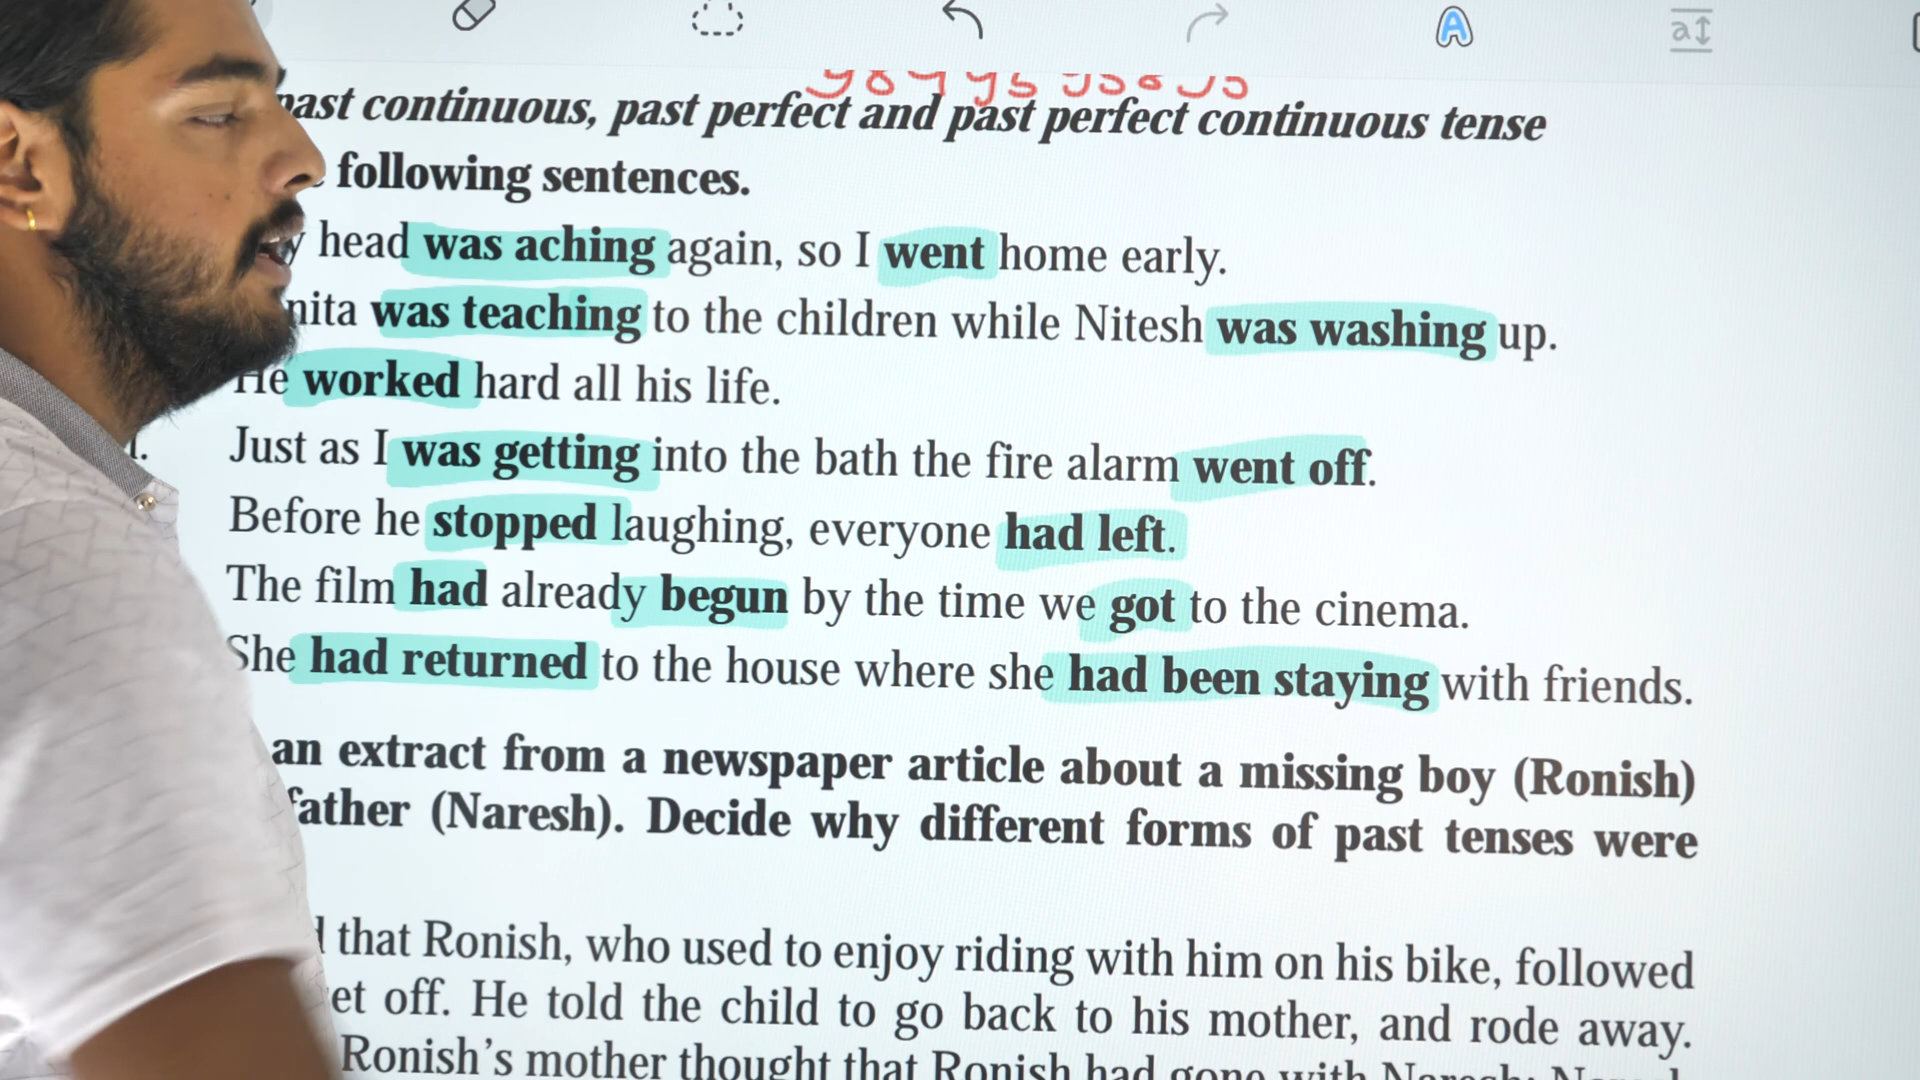 past continuous, past perfect and past perfect continuous tense
following sentences.
head was aching again, so I went home early.
was teaching to the children while Nitesh was washing up.
He worked hard all his life.
Just as I was getting into the bath the fire alarm went off.
Before he stopped laughing, everyone had left.
The film had already begun by the time we got to the cinema.
She had returned to the house where she had been staying with friends.
an extract from a newspaper article about a missing boy (Ronish)
father (Naresh). Decide why different forms of past tenses were
that Ronish, who used to enjoy riding with him on his bike, followed
off. He told the child to go back to his mother, and rode away.
Ronish's mother thought that Ronish had gone with Naresh;